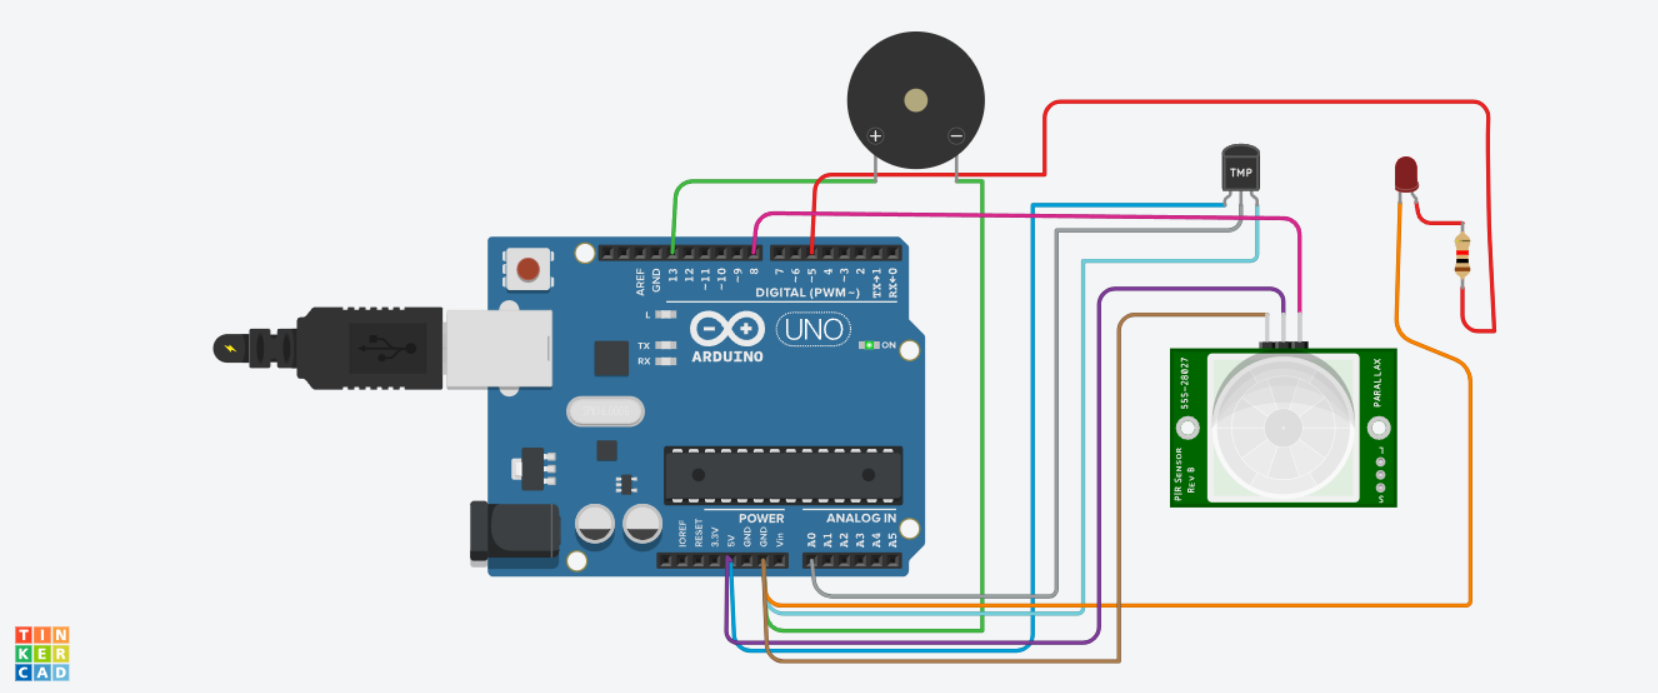 + −
TMP
AREF
GND
13
12
~11
~10
~9
8
7
~6
~5
4
~3
2
TX→1
RX←0
DIGITAL (PWM~)
L
TX
RX
UNO
ARDUINO
ON
POWER
ANALOG IN
IOREF
RESET
3.3V
5V
GND
GND
Vin
A0
A1
A2
A3
A4
A5
555-28027
PIR SENSOR
REV B
PARALLAX
S
TIN
KER
CAD